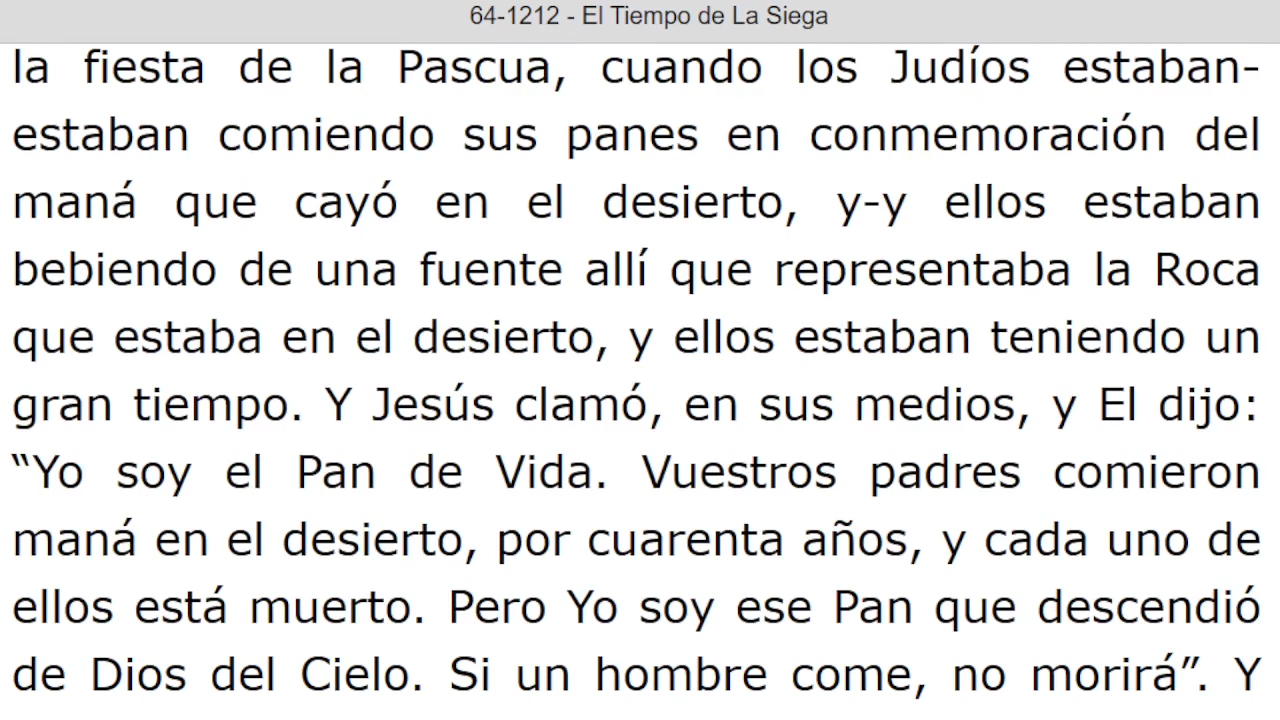 64-1212 - El Tiempo de La Siega
la fiesta de la Pascua, cuando los Judíos estaban-
estaban comiendo sus panes en conmemoración del
maná que cayó en el desierto, y-y ellos estaban
bebiendo de una fuente allí que representaba la Roca
que estaba en el desierto, y ellos estaban teniendo un
gran tiempo. Y Jesús clamó, en sus medios, y El dijo:
“Yo soy el Pan de Vida. Vuestros padres comieron
maná en el desierto, por cuarenta años, y cada uno de
ellos está muerto. Pero Yo soy ese Pan que descendió
de Dios del Cielo. Si un hombre come, no morirá”. Y